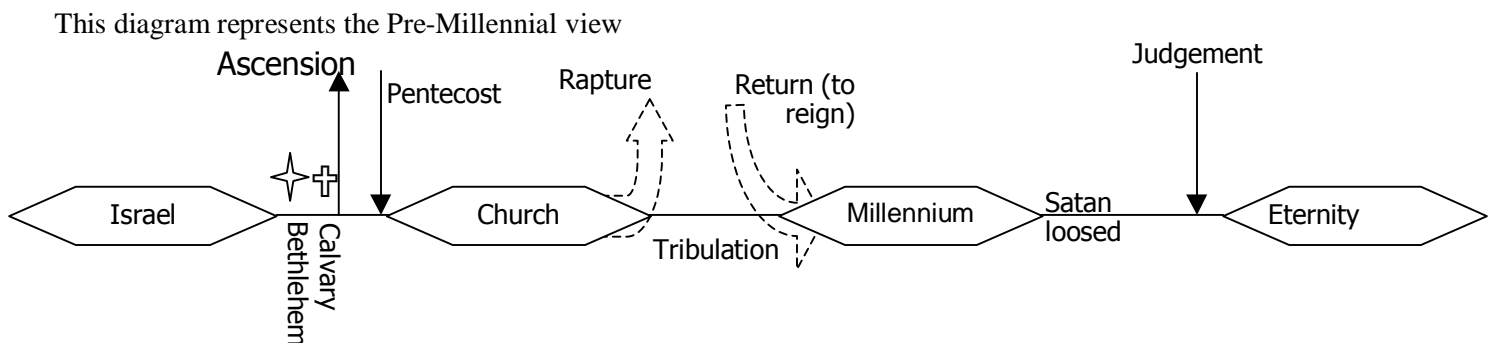 This diagram represents the Pre-Millennial view
Ascension
Pentecost
Rapture
Return (to
reign)
Judgement
Israel
Bethlehem
Calvary
Church
Tribulation
Millennium
Satan
loosed
Eternity